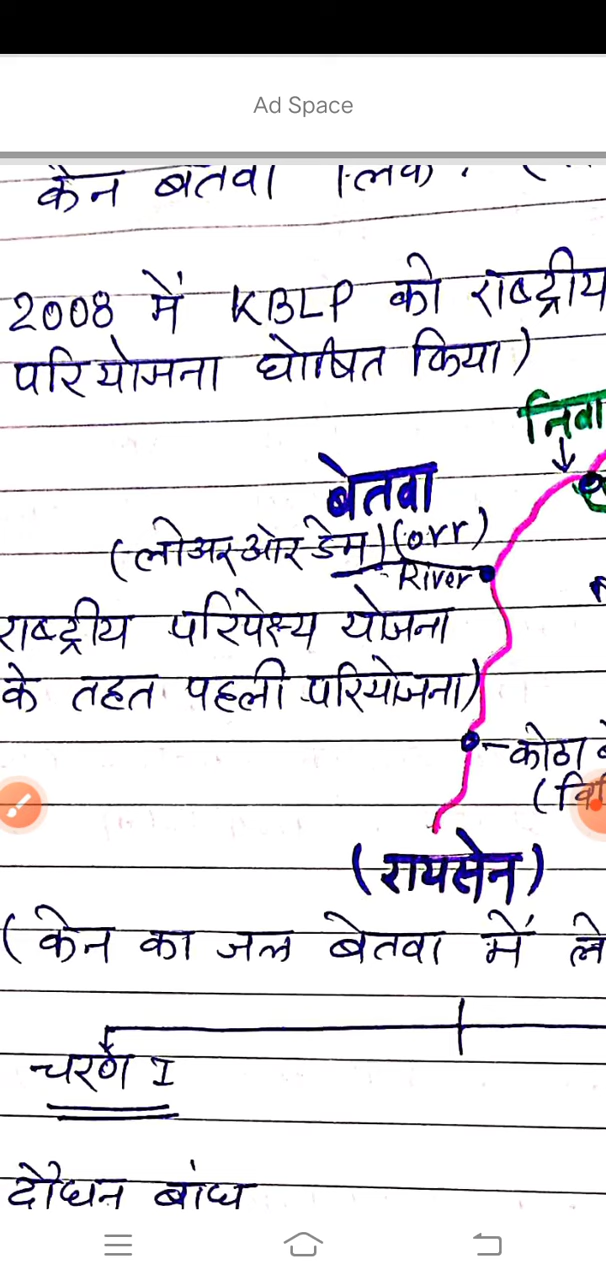 Ad Space
केन बेतवा लिंक
2008 में KBLP को राष्ट्रीय
परियोजना घोषित किया)
निवा
बेतवा
(लोअर ओर डेम) (orr)
River
राष्ट्रीय परिपेक्ष्य योजना
के तहत पहली परियोजना)
कोठा
(रायसेन)
(केन का जल बेतवा में ले
चरण I
दौधन बांध